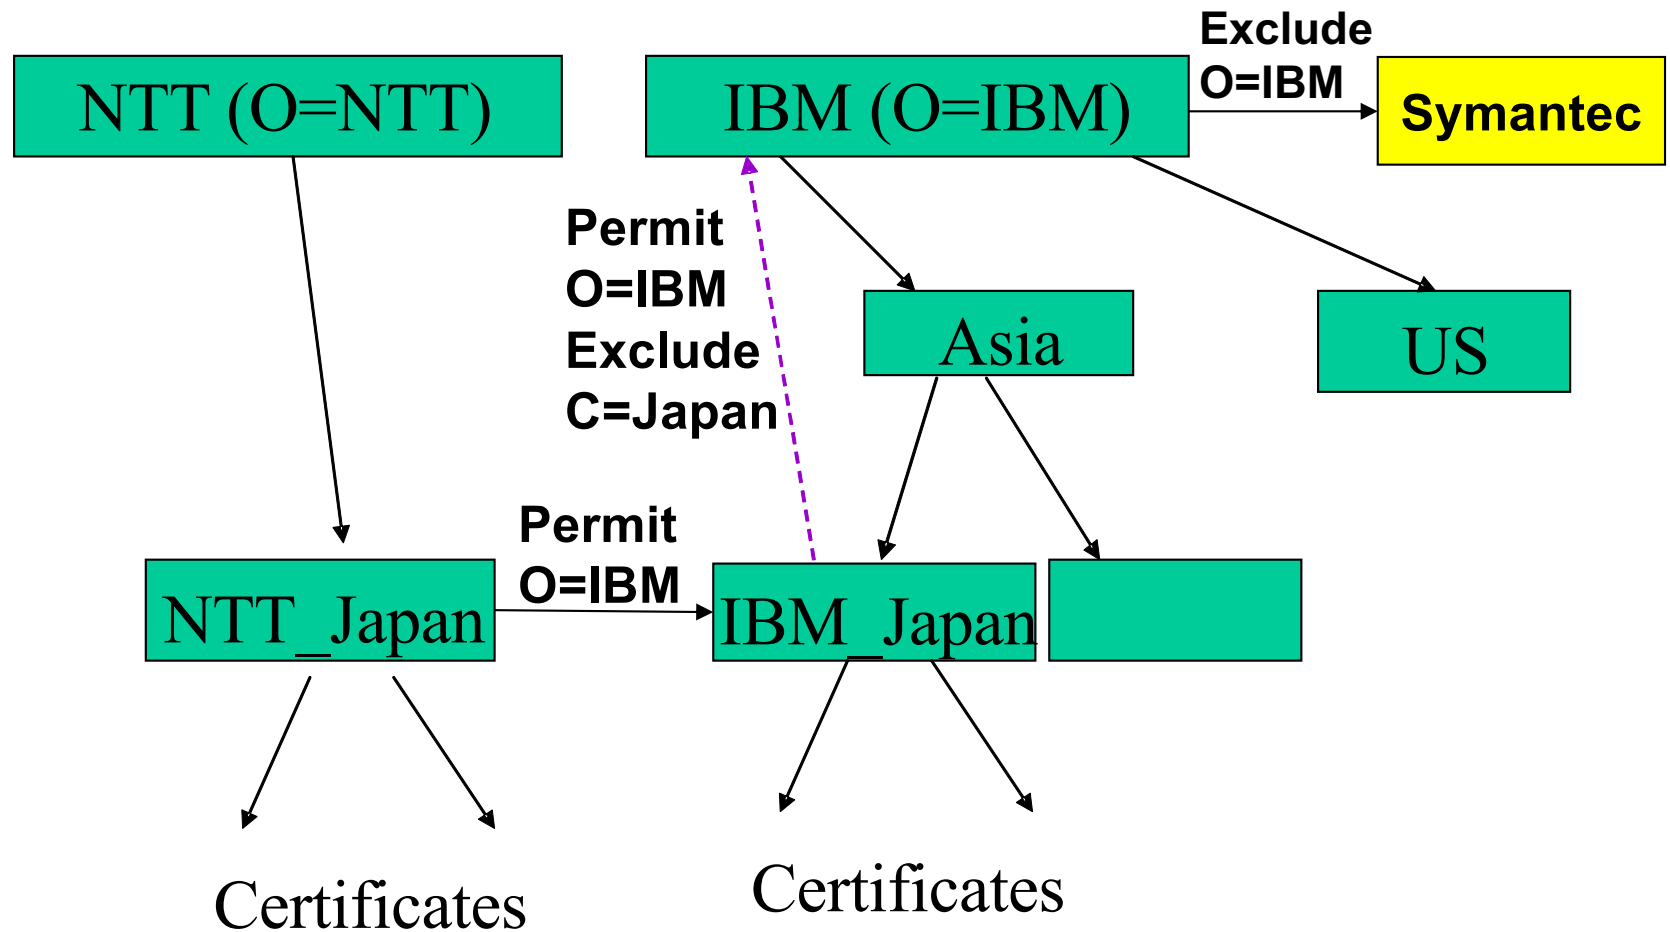 Exclude
O=IBM
NTT (O=NTT)
IBM (O=IBM)
Symantec
Permit
O=IBM
Exclude
C=Japan
Asia
US
Permit
O=IBM
NTT_Japan
IBM_Japan
Certificates
Certificates